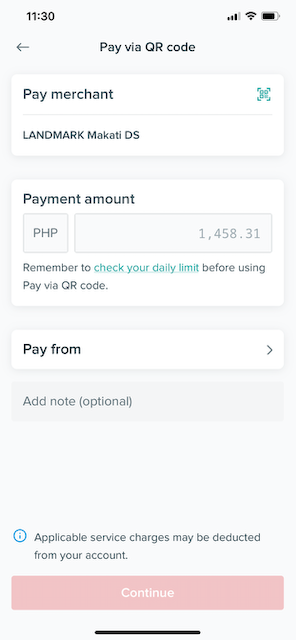 11:30
Pay via QR code
Pay merchant
LANDMARK Makati DS
Payment amount
PHP 1,458.31
Remember to check your daily limit before using
Pay via QR code.
Pay from
Add note (optional)
Applicable service charges may be deducted
from your account.
Continue